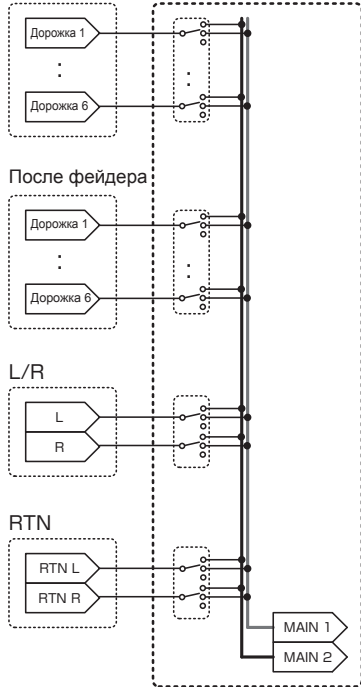 Дорожка 1
Дорожка 6
После фейдера
Дорожка 1
Дорожка 6
L/R
L
R
RTN
RTN L
RTN R
MAIN 1
MAIN 2